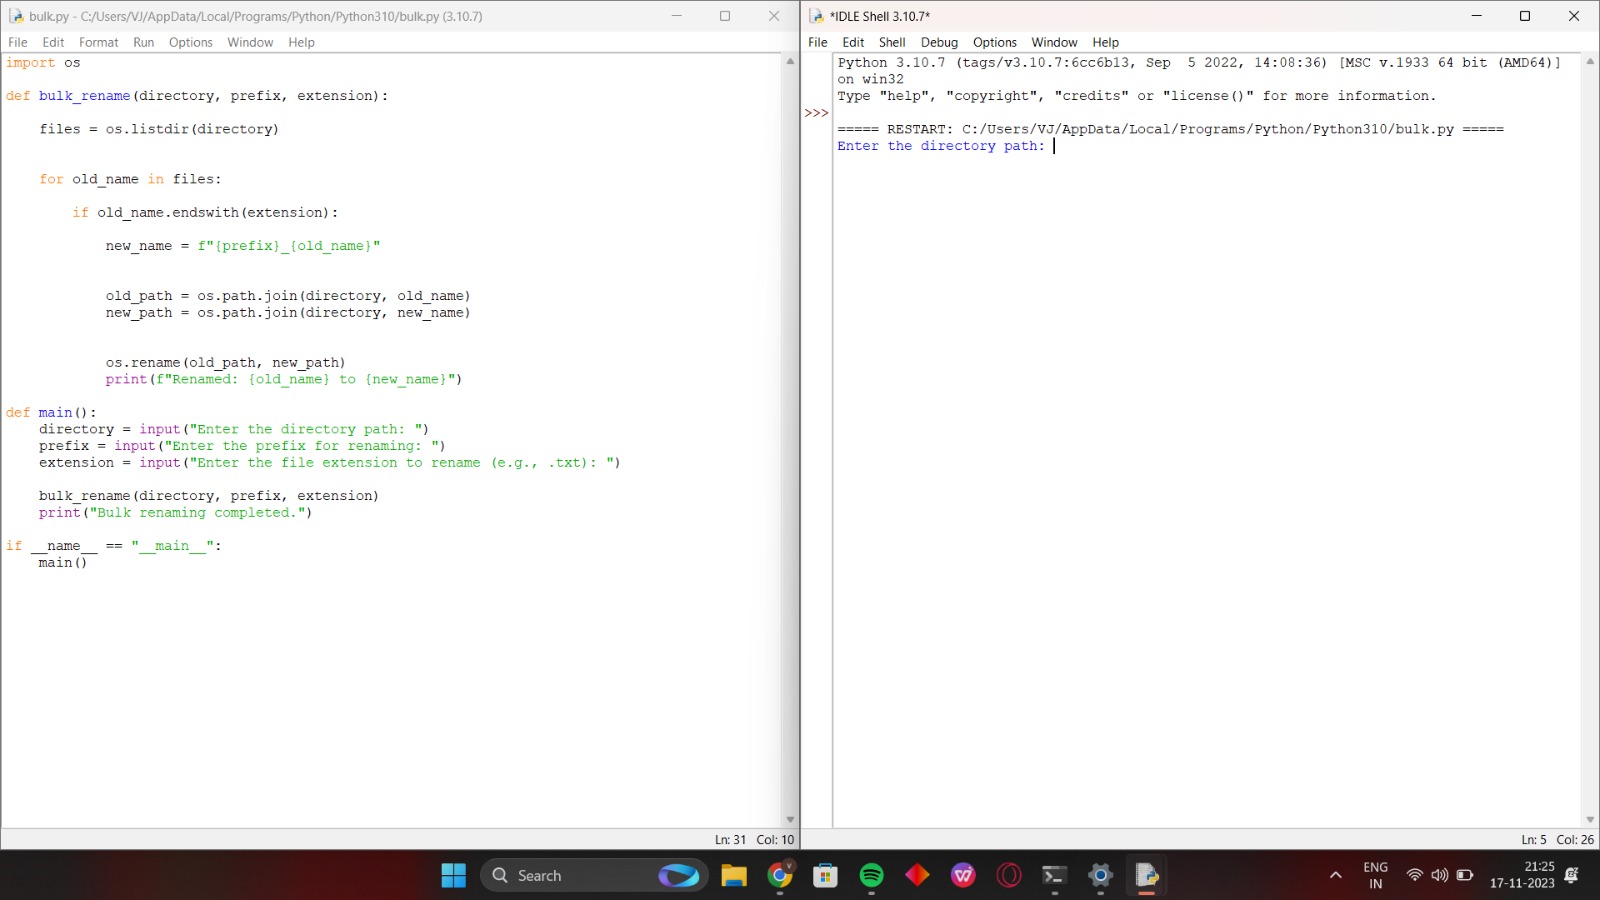 bulk.py - C:/Users/VJ/AppData/Local/Programs/Python/Python310/bulk.py (3.10.7)
File Edit Format Run Options Window Help
import os
def bulk_rename(directory, prefix, extension):
    files = os.listdir(directory)
    for old_name in files:
        if old_name.endswith(extension):
            new_name = f"{prefix}_{old_name}"
            old_path = os.path.join(directory, old_name)
            new_path = os.path.join(directory, new_name)
            os.rename(old_path, new_path)
            print(f"Renamed: {old_name} to {new_name}")
def main():
    directory = input("Enter the directory path: ")
    prefix = input("Enter the prefix for renaming: ")
    extension = input("Enter the file extension to rename (e.g., .txt): ")
    bulk_rename(directory, prefix, extension)
    print("Bulk renaming completed.")
if __name__ == "__main__":
    main()
Ln: 31 Col: 10
*IDLE Shell 3.10.7*
File Edit Shell Debug Options Window Help
Python 3.10.7 (tags/v3.10.7:6cc6b13, Sep  5 2022, 14:08:36) [MSC v.1933 64 bit (AMD64)]
on win32
Type "help", "copyright", "credits" or "license()" for more information.
>>>
===== RESTART: C:/Users/VJ/AppData/Local/Programs/Python/Python310/bulk.py =====
Enter the directory path:
Ln: 5 Col: 26
Search
ENG
IN
21:25
17-11-2023